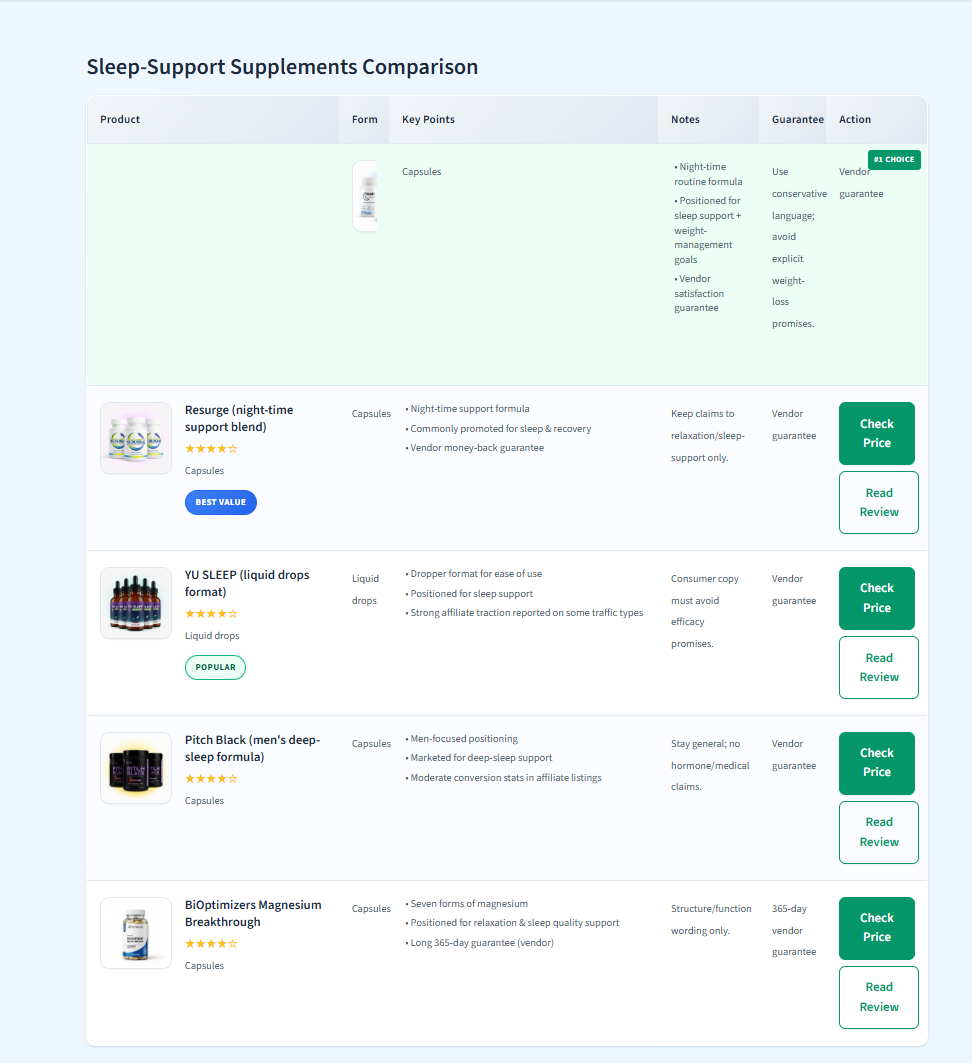 Sleep-Support Supplements Comparison
Product Form Key Points Notes Guarantee Action
#1 CHOICE
Capsules
• Night-time
routine formula
• Positioned for
sleep support +
weight-
management
goals
• Vendor
satisfaction
guarantee
Use
conservative
language;
avoid
explicit
weight-
loss
promises.
Vendor
guarantee
Resurge (night-time
support blend)
★★★★☆
Capsules
BEST VALUE
Capsules
• Night-time support formula
• Commonly promoted for sleep & recovery
• Vendor money-back guarantee
Keep claims to
relaxation/sleep-
support only.
Vendor
guarantee
Check
Price
Read
Review
YU SLEEP (liquid drops
format)
★★★★☆
Liquid drops
POPULAR
Liquid
drops
• Dropper format for ease of use
• Positioned for sleep support
• Strong affiliate traction reported on some traffic types
Consumer copy
must avoid
efficacy
promises.
Vendor
guarantee
Check
Price
Read
Review
Pitch Black (men's deep-
sleep formula)
★★★★☆
Capsules
Capsules
• Men-focused positioning
• Marketed for deep-sleep support
• Moderate conversion stats in affiliate listings
Stay general; no
hormone/medical
claims.
Vendor
guarantee
Check
Price
Read
Review
BiOptimizers Magnesium
Breakthrough
★★★★☆
Capsules
Capsules
• Seven forms of magnesium
• Positioned for relaxation & sleep quality support
• Long 365-day guarantee (vendor)
Structure/function
wording only.
365-day
vendor
guarantee
Check
Price
Read
Review